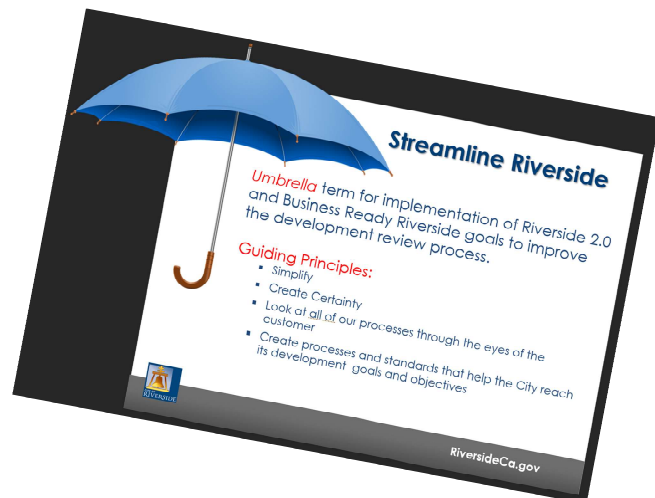 Streamline Riverside
Umbrella term for implementation of Riverside 2.0
and Business Ready Riverside goals to improve
the development review process.
Guiding Principles:
▪ Simplify
▪ Create Certainty
▪ Look at all of our processes through the eyes of the
customer
▪ Create processes and standards that help the City reach
its development goals and objectives
RIVERSIDE
RiversideCa.gov